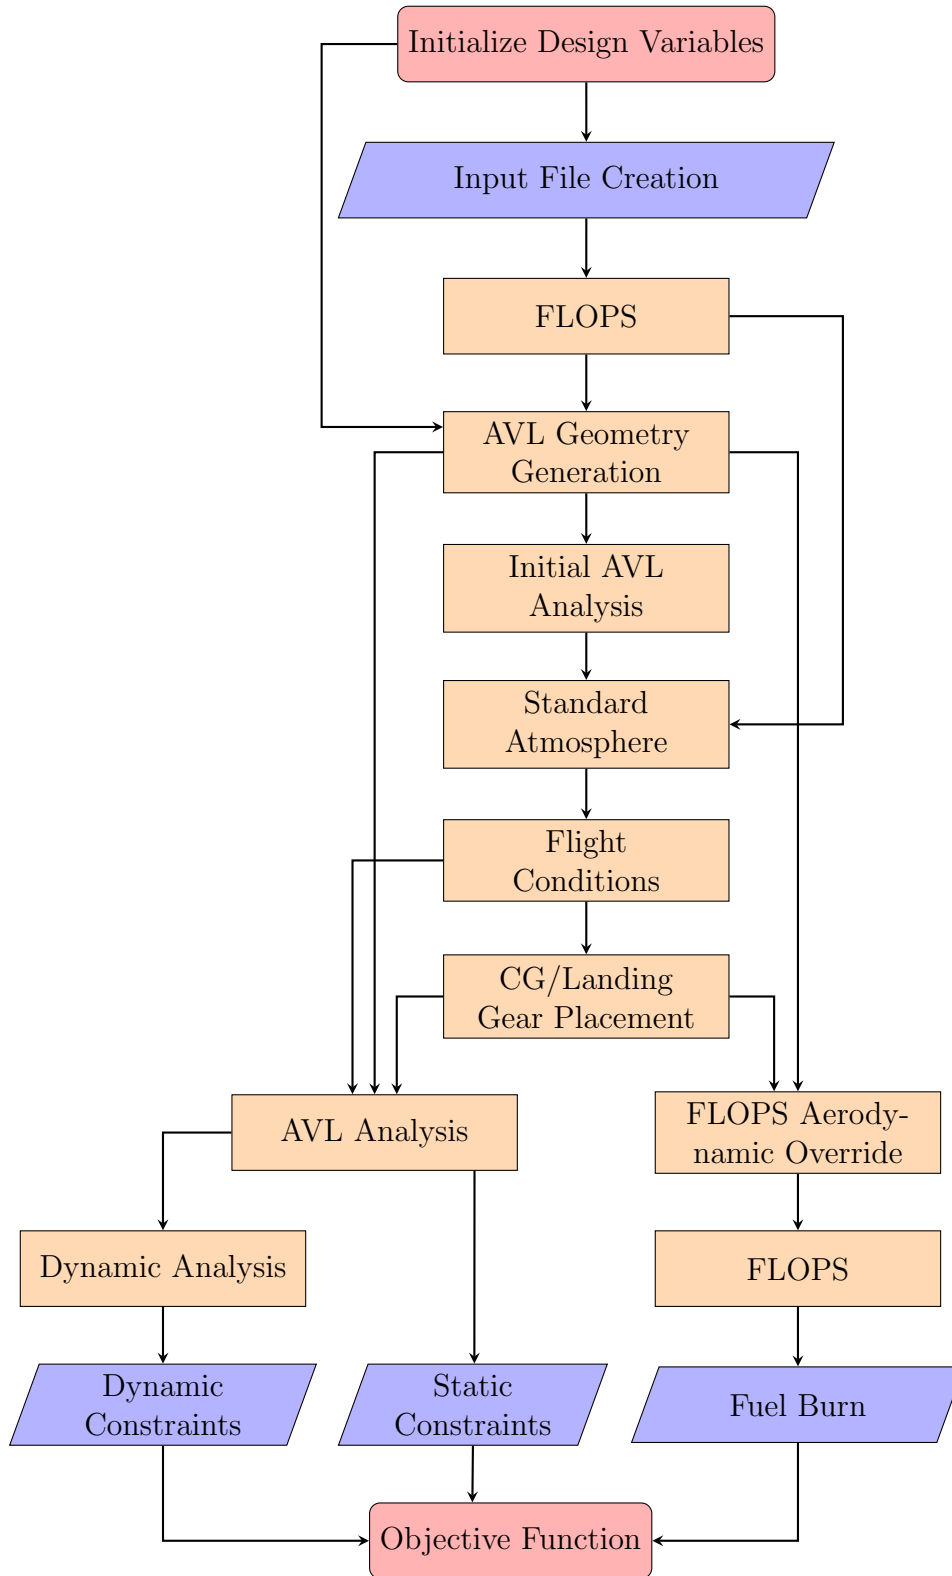 Initialize Design Variables
Input File Creation
FLOPS
AVL Geometry
Generation
Initial AVL
Analysis
Standard
Atmosphere
Flight
Conditions
CG/Landing
Gear Placement
AVL Analysis
FLOPS Aerody-
namic Override
Dynamic Analysis
FLOPS
Dynamic
Constraints
Static
Constraints
Fuel Burn
Objective Function